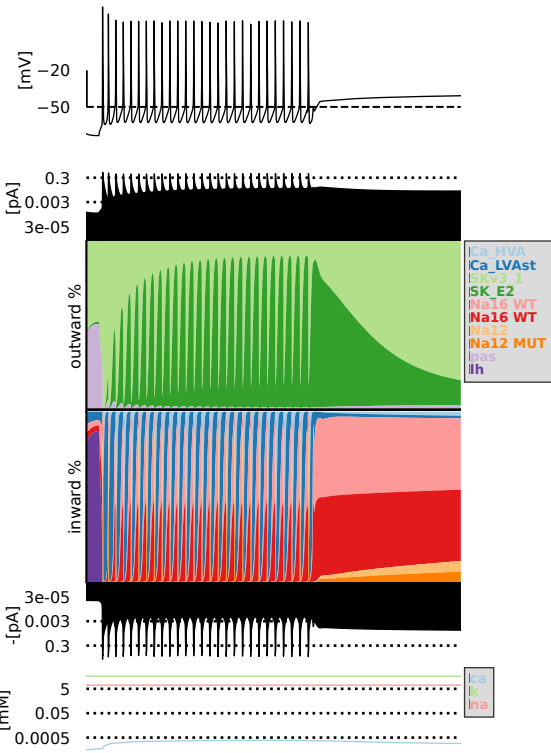 [mV]
−20
−50
[pA]
0.3
0.003
3e-05
outward %
Ca_HVA
Ca_LVAst
SKv3_1
SK_E2
Na16 WT
Na16 WT
Na12
Na12 MUT
pas
Ih
inward %
-[pA]
3e-05
0.003
0.3
[mM]
5
0.05
0.0005
ca
k
na